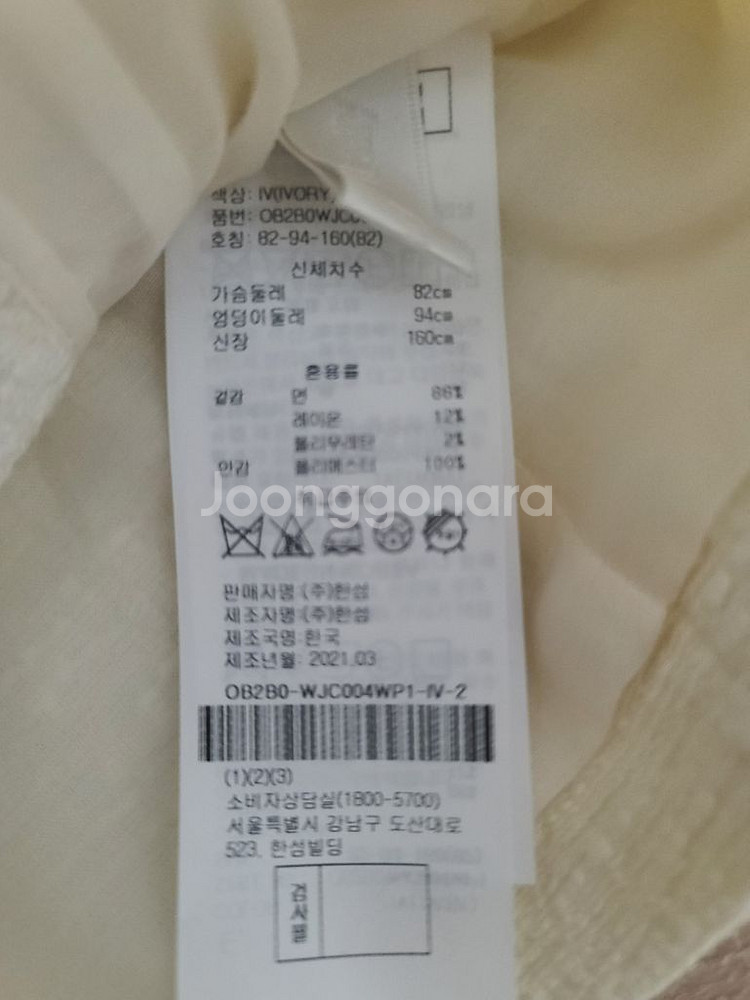 색상: IV(IVORY)
품번: OB2B0WJC0
호칭: 82-94-160(82)
신체치수
가슴둘레 82cm
엉덩이둘레 94cm
신장 160cm
혼용률
겉감 면 86%
레이온 12%
폴리우레탄 2%
안감 폴리에스터 100%
Joonggonara
판매자명:(주)한섬
제조자명:(주)한섬
제조국명:한국
제조년월: 2021.03
OB2B0-WJC004WP1-IV-2
(1)(2)(3)
소비자상담실(1800-5700)
서울특별시 강남구 도산대로
523, 한섬빌딩
검사필